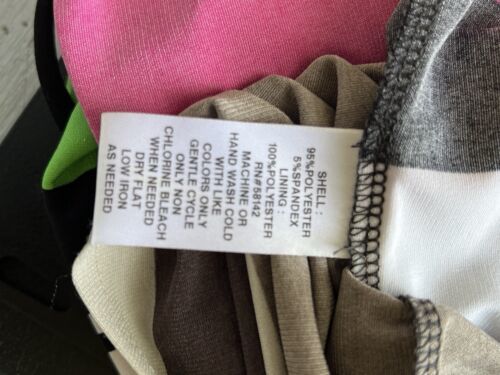 SHELL :
95%POLYESTER
5%SPANDEX
LINING :
100%POLYESTER
RN#58142
MACHINE OR
HAND WASH COLD
WITH LIKE
COLORS ONLY
GENTLE CYCLE
ONLY NON
CHLORINE BLEACH
WHEN NEEDED
DRY FLAT
LOW IRON
AS NEEDED